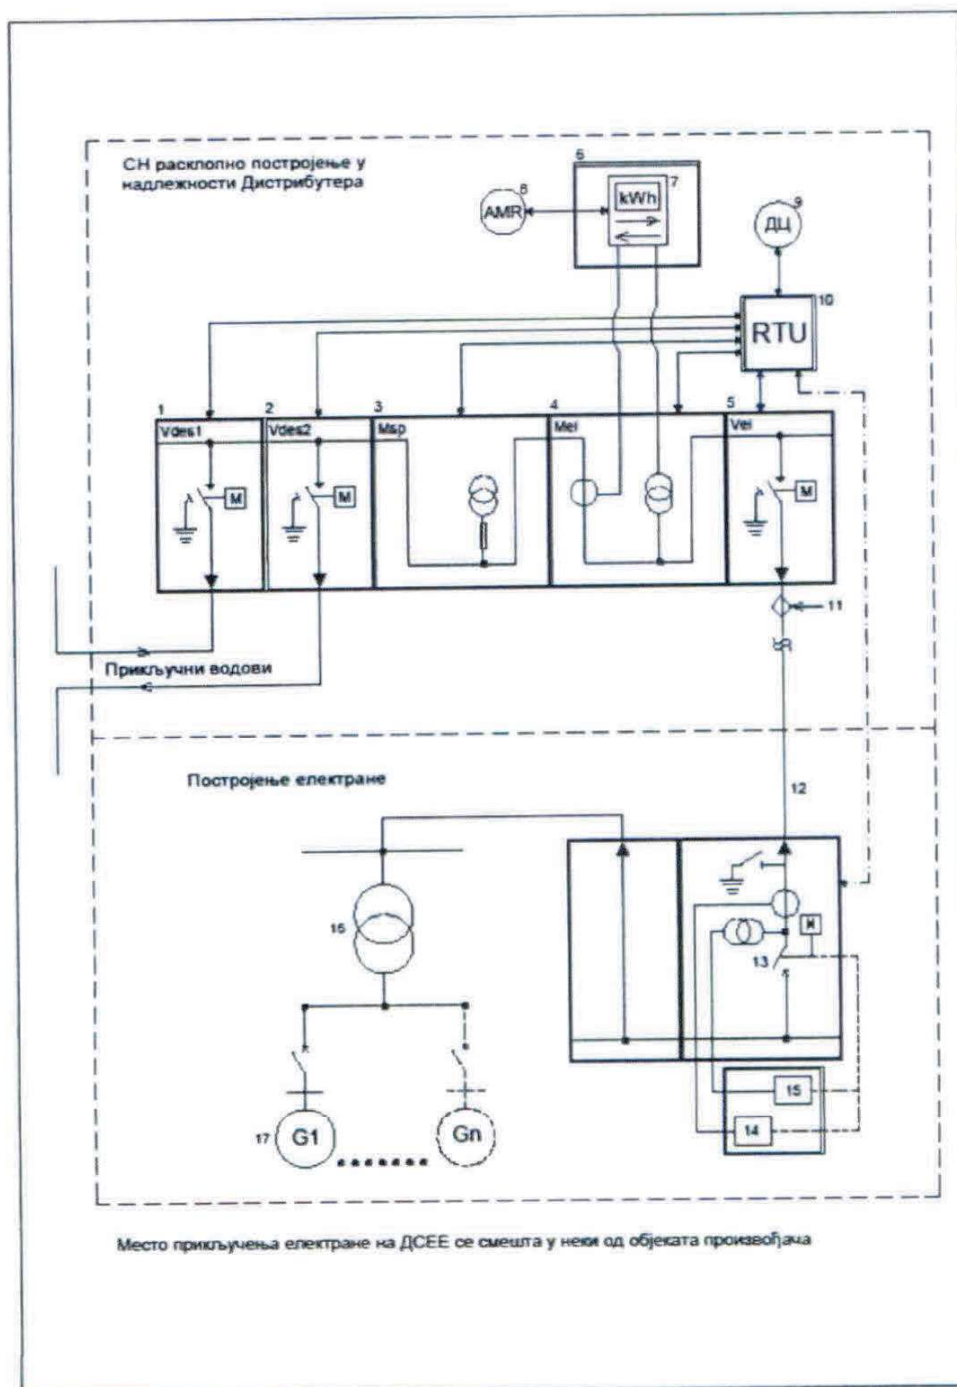 СН расклопно постројење у
надлежности Дистрибутера
6
7
kWh
8
AMR
9
ДЦ
10
RTU
1
Vdes1
2
Vdes2
3
Msp
4
Mel
5
Vel
M
M
M
11
Прикључни водови
Постројење електране
12
16
M
13
15
14
17
G1
Gn
Место прикључења електране на ДСЕЕ се смешта у неки од објеката произвођача